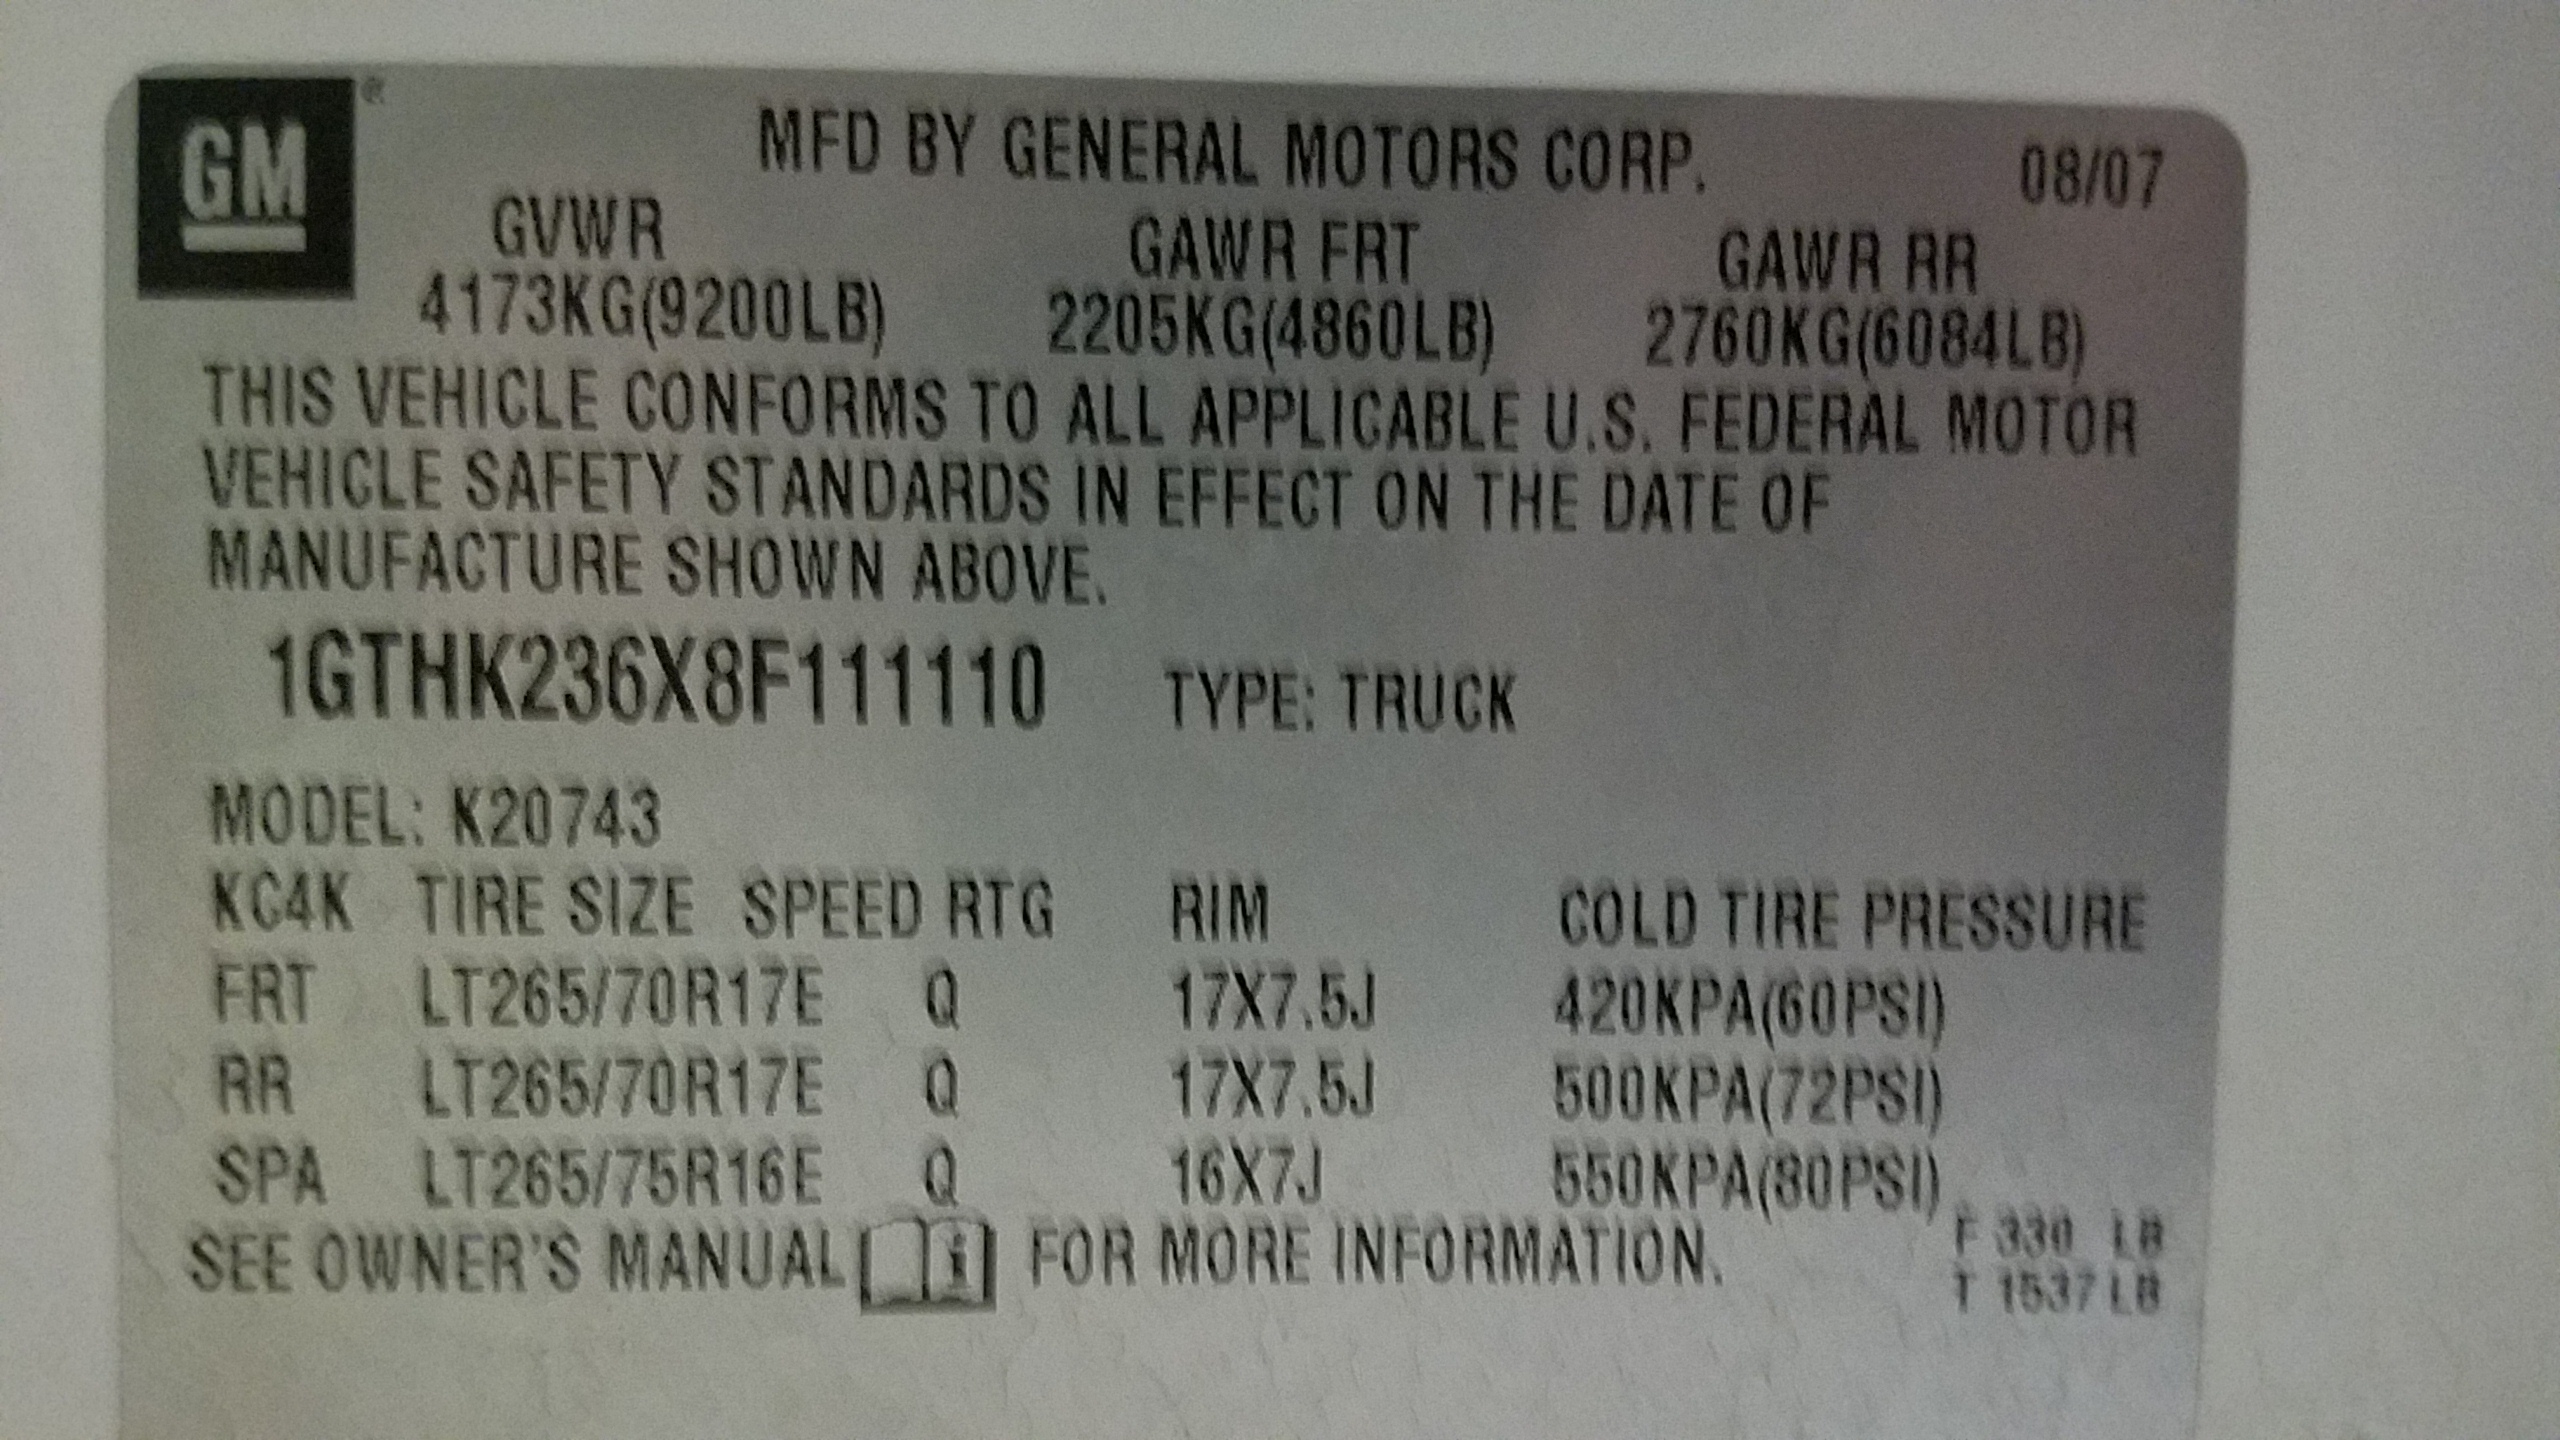 GM ®
MFD BY GENERAL MOTORS CORP. 08/07
GVWR GAWR FRT GAWR RR
4173KG(9200LB) 2205KG(4860LB) 2760KG(6084LB)
THIS VEHICLE CONFORMS TO ALL APPLICABLE U.S. FEDERAL MOTOR
VEHICLE SAFETY STANDARDS IN EFFECT ON THE DATE OF
MANUFACTURE SHOWN ABOVE.
1GTHK236X8F111110 TYPE: TRUCK
MODEL: K20743
KC4K TIRE SIZE SPEED RTG RIM COLD TIRE PRESSURE
FRT LT265/70R17E Q 17X7.5J 420KPA(60PSI)
RR LT265/70R17E Q 17X7.5J 500KPA(72PSI)
SPA LT265/75R16E Q 16X7J 550KPA(80PSI)
SEE OWNER'S MANUAL i FOR MORE INFORMATION.
F 330 LB
T 1537 LB